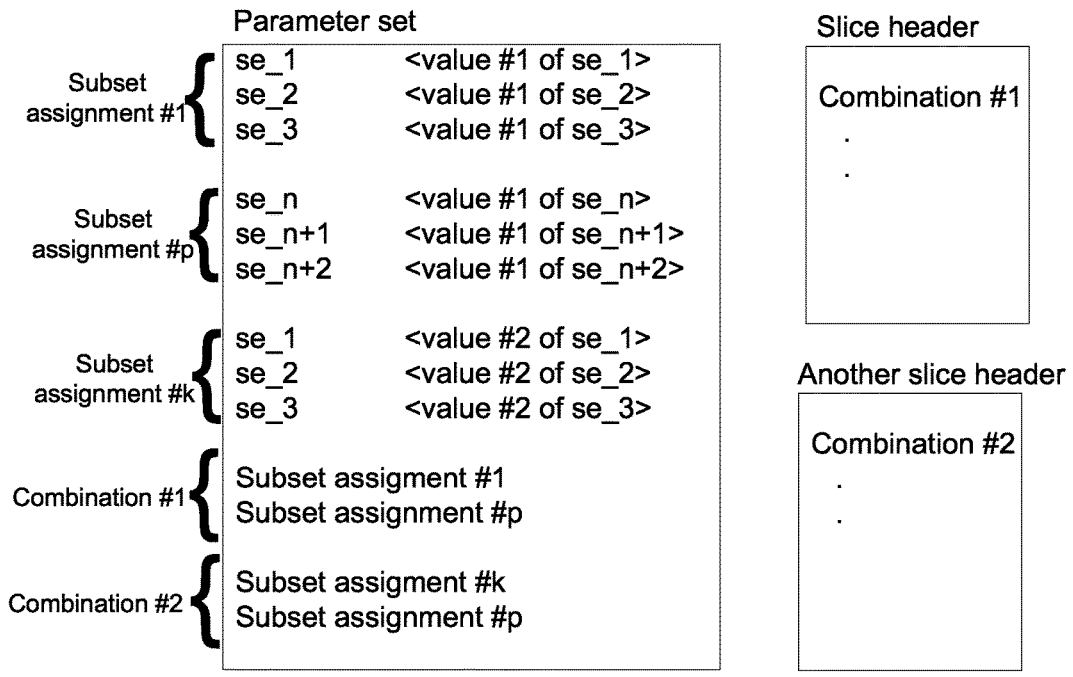 Parameter set
Subset
assignment #1
se_1 <value #1 of se_1>
se_2 <value #1 of se_2>
se_3 <value #1 of se_3>
Subset
assignment #p
se_n <value #1 of se_n>
se_n+1 <value #1 of se_n+1>
se_n+2 <value #1 of se_n+2>
Subset
assignment #k
se_1 <value #2 of se_1>
se_2 <value #2 of se_2>
se_3 <value #2 of se_3>
Combination #1
Subset assigment #1
Subset assignment #p
Combination #2
Subset assigment #k
Subset assignment #p
Slice header
Combination #1
.
.
Another slice header
Combination #2
.
.